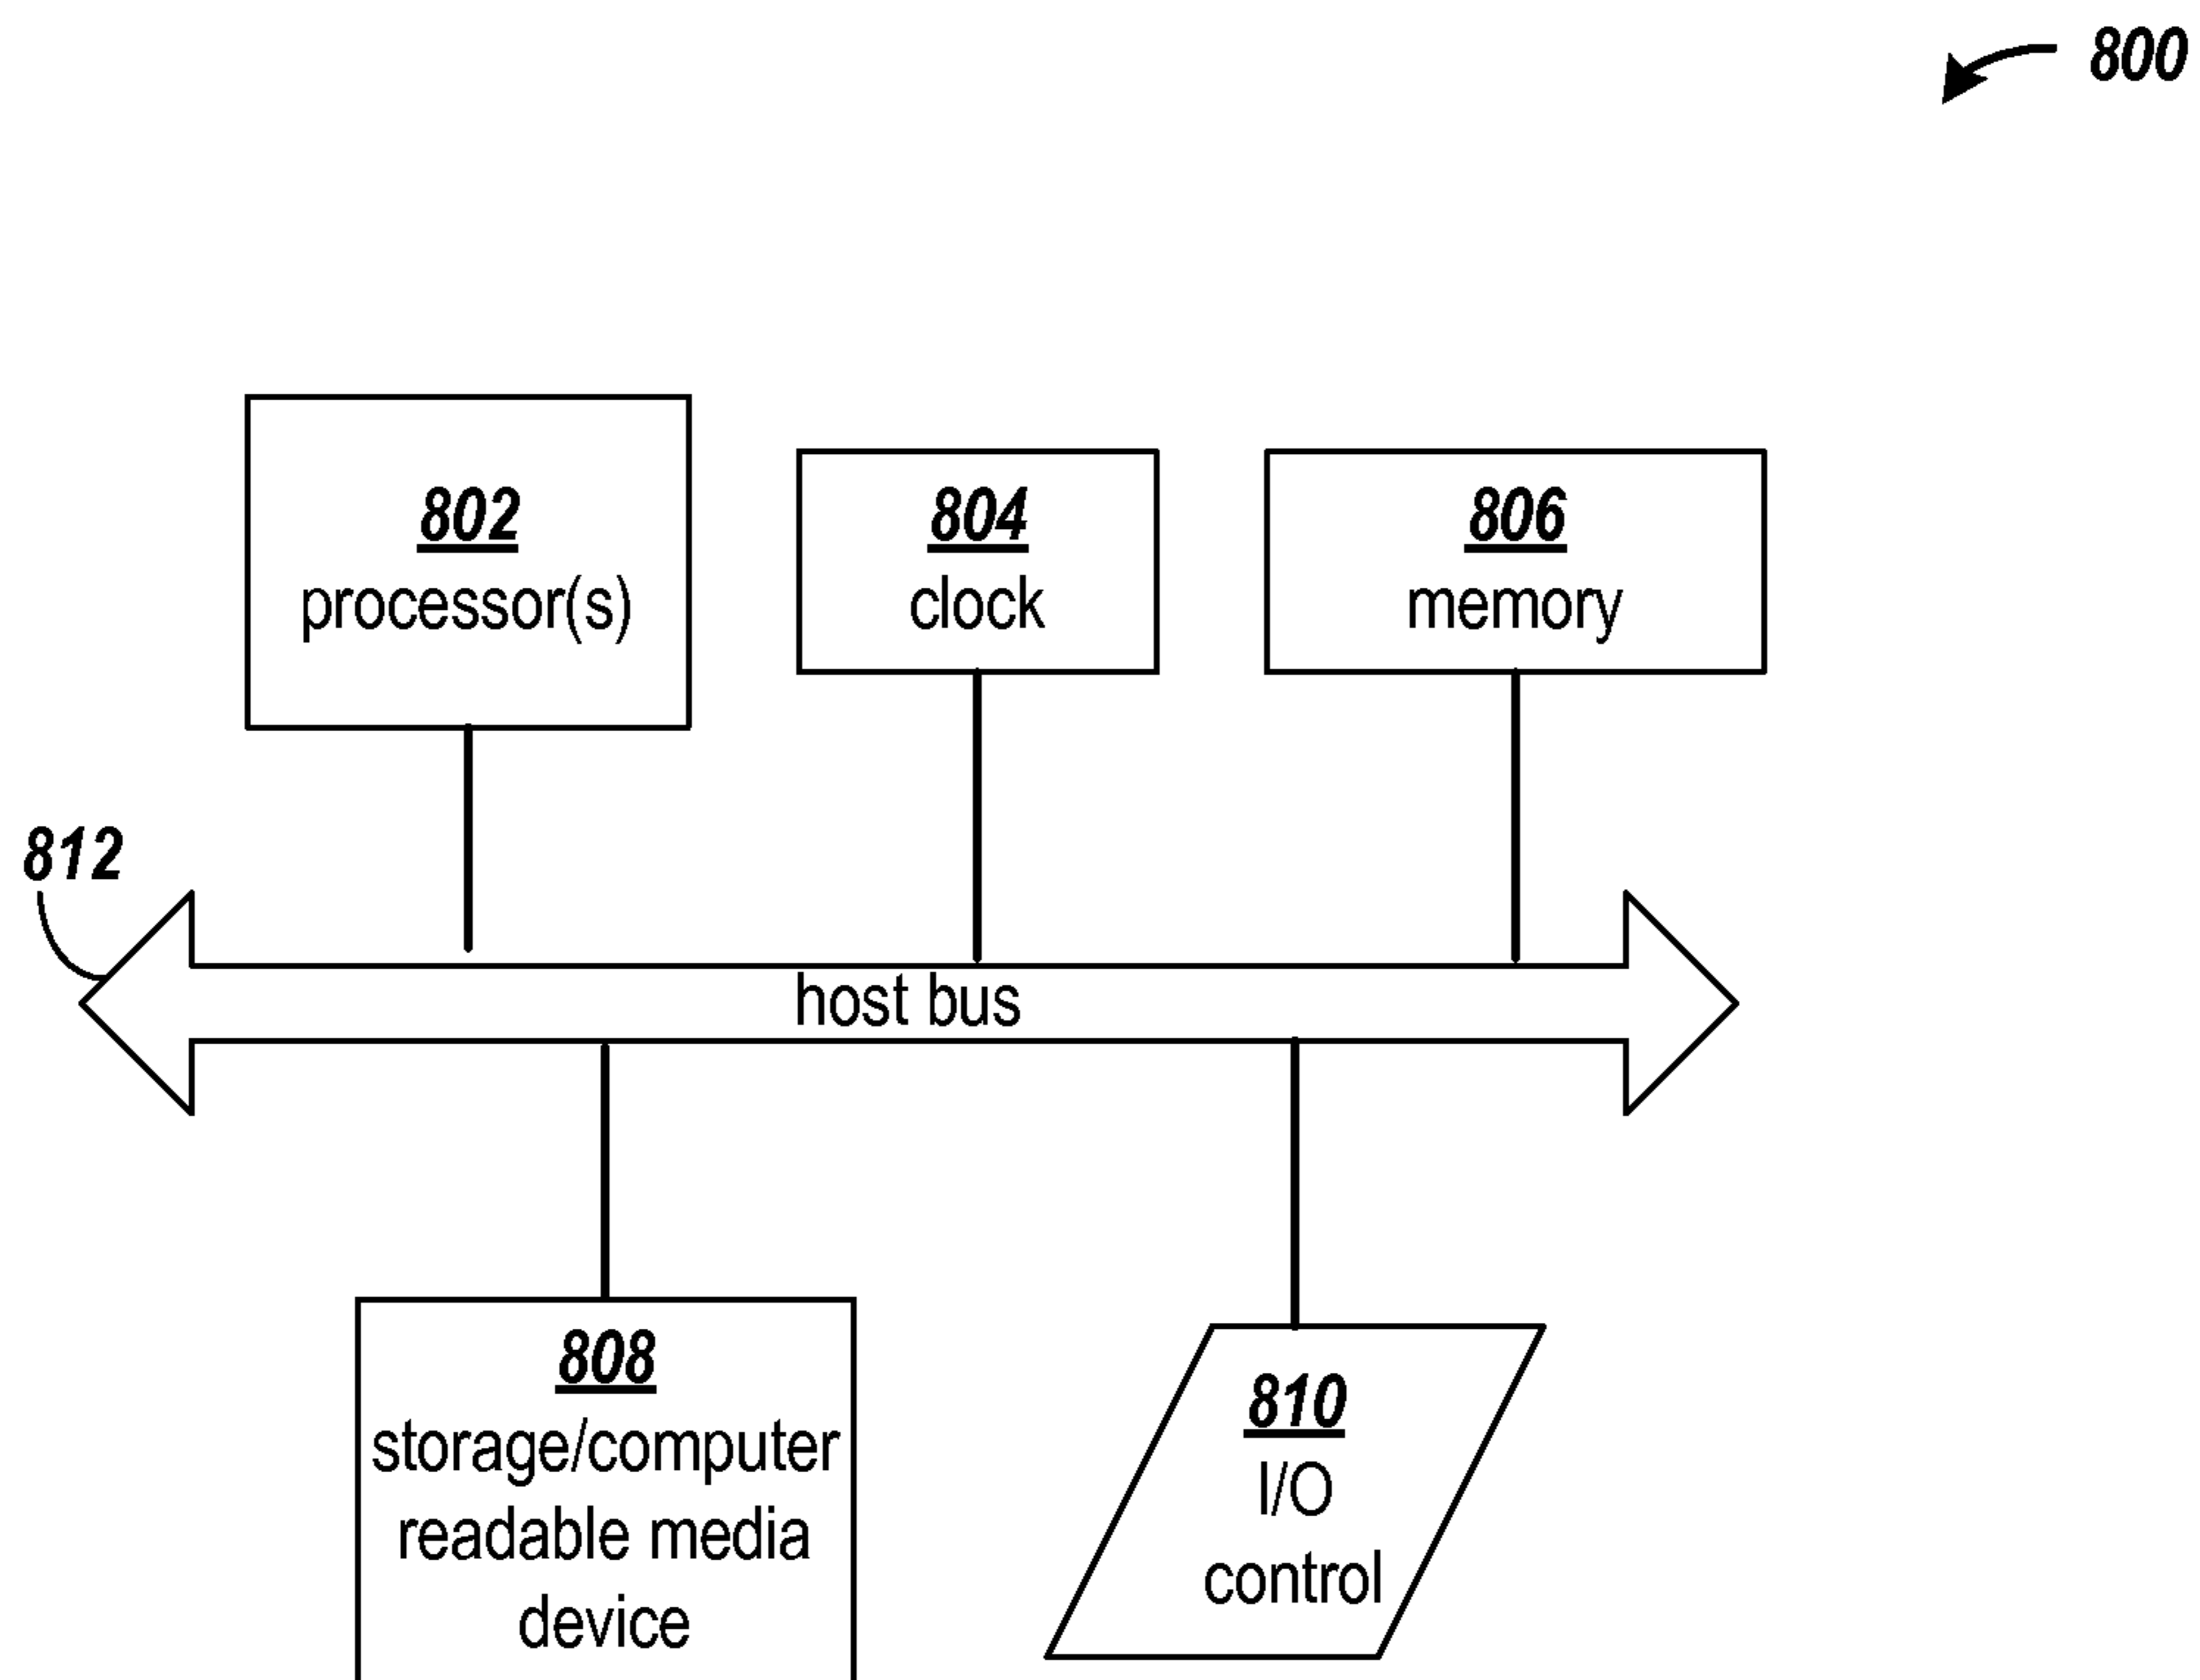 800
802
processor(s)
804
clock
806
memory
812
host bus
808
storage/computer
readable media
device
810
I/O
control